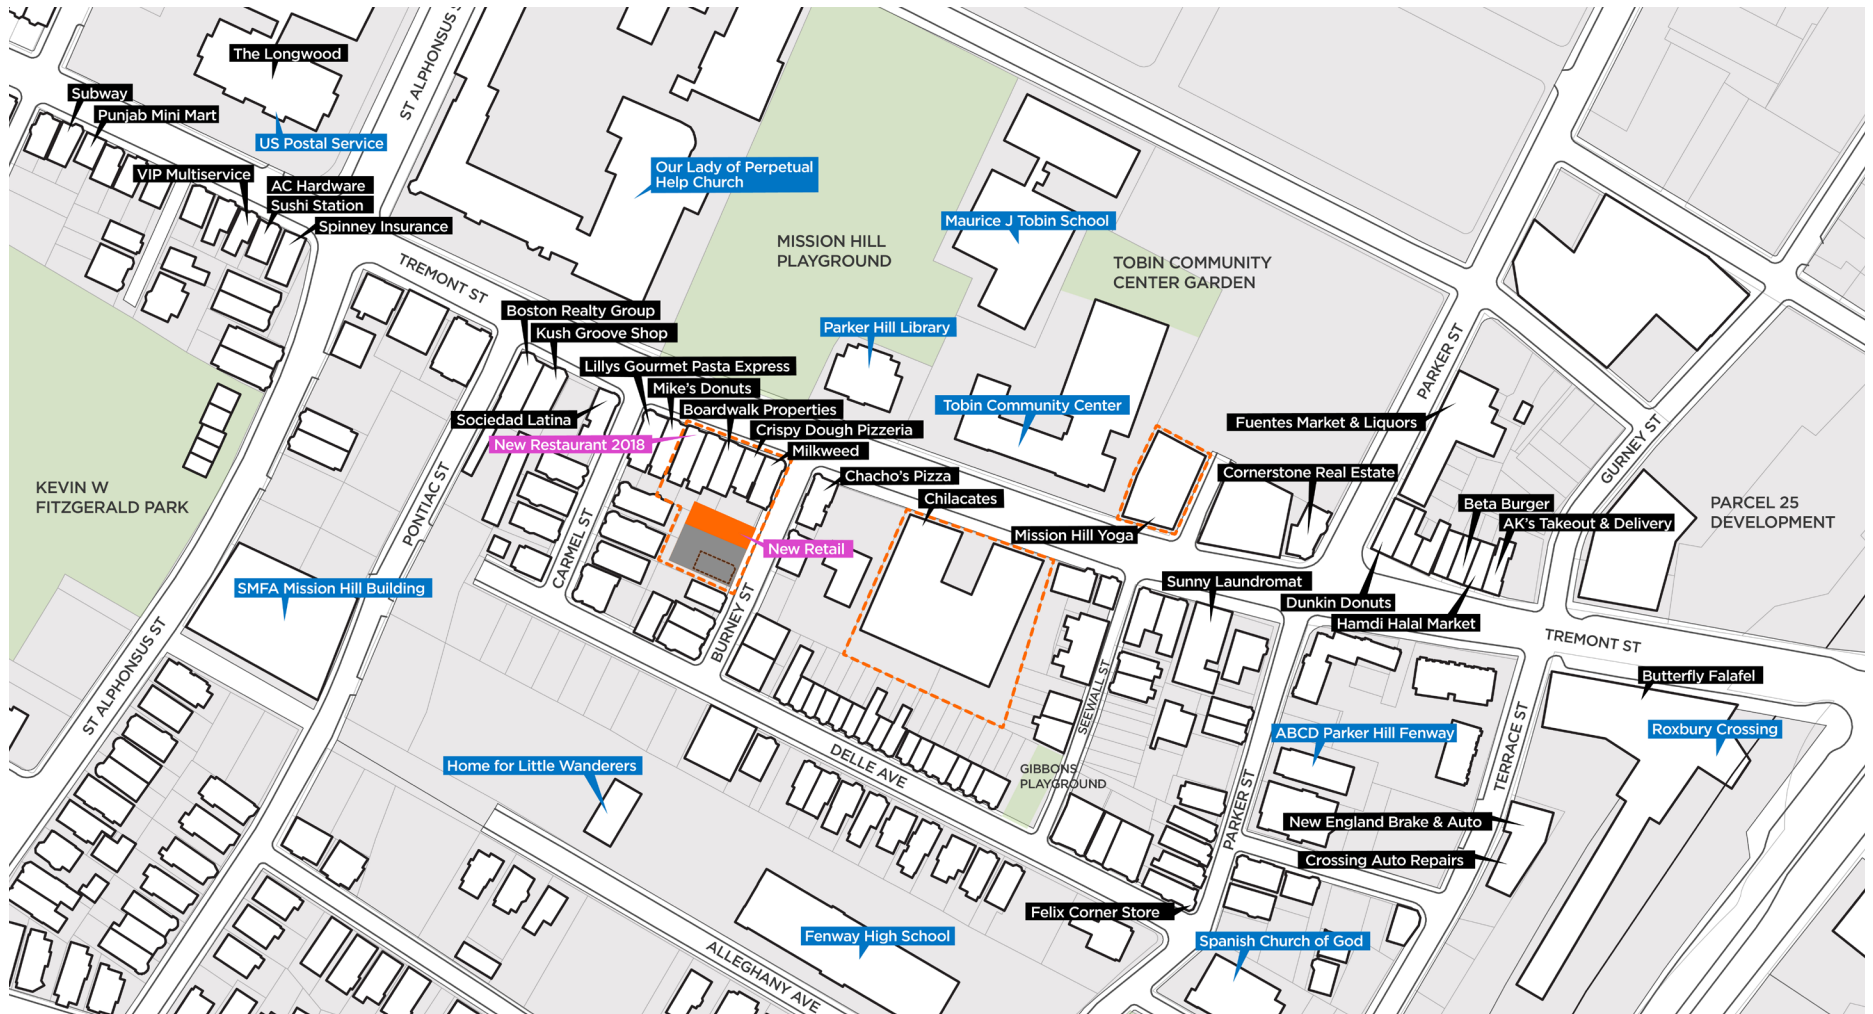 The Longwood
ST ALPHONSUS S
Subway
Punjab Mini Mart
US Postal Service
VIP Multiservice
AC Hardware
Sushi Station
Spinney Insurance
Our Lady of Perpetual
Help Church
Maurice J Tobin School
MISSION HILL
PLAYGROUND
TOBIN COMMUNITY
CENTER GARDEN
TREMONT ST
Boston Realty Group
Kush Groove Shop
Parker Hill Library
PARKER ST
Lillys Gourmet Pasta Express
Mike's Donuts
Boardwalk Properties
Tobin Community Center
Sociedad Latina
New Restaurant 2018
Crispy Dough Pizzeria
Milkweed
Fuentes Market & Liquors
GURNEY ST
Chacho's Pizza
Cornerstone Real Estate
KEVIN W
FITZGERALD PARK
PONTIAC ST
Chilacates
Beta Burger
AK's Takeout & Delivery
PARCEL 25
DEVELOPMENT
Mission Hill Yoga
New Retail
CARMEL ST
SMFA Mission Hill Building
Sunny Laundromat
Dunkin Donuts
Hamdi Halal Market
BURNEY ST
TREMONT ST
ST ALPHONSUS ST
SEEWALL ST
Butterfly Falafel
Roxbury Crossing
ABCD Parker Hill Fenway
TERRACE ST
Home for Little Wanderers
DELLE AVE
GIBBONS
PLAYGROUND
PARKER ST
New England Brake & Auto
Crossing Auto Repairs
Felix Corner Store
Fenway High School
Spanish Church of God
ALLEGHANY AVE